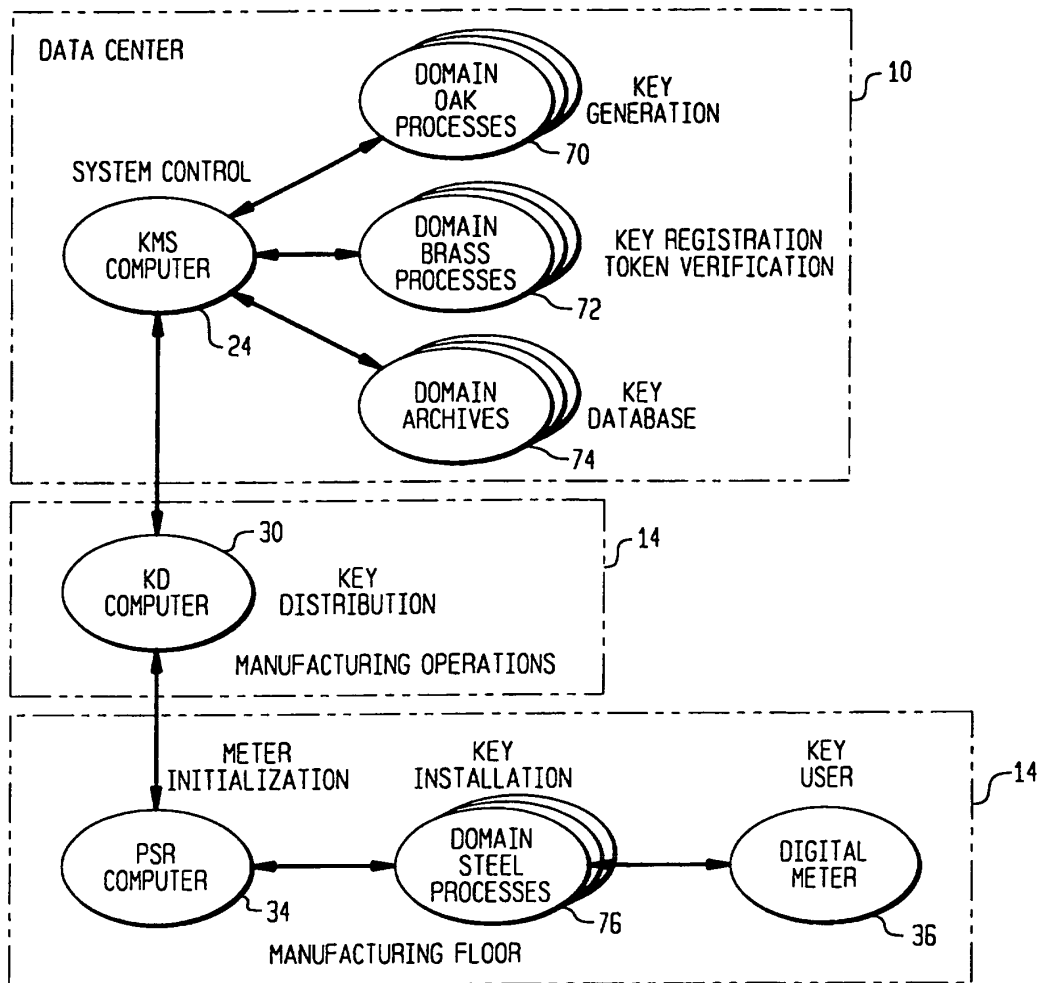 DATA CENTER
DOMAIN
OAK
PROCESSES
KEY
GENERATION
10
70
SYSTEM CONTROL
KMS
COMPUTER
24
DOMAIN
BRASS
PROCESSES
KEY REGISTRATION
TOKEN VERIFICATION
72
DOMAIN
ARCHIVES
KEY
DATABASE
74
30
14
KD
COMPUTER
KEY
DISTRIBUTION
MANUFACTURING OPERATIONS
METER
INITIALIZATION
KEY
INSTALLATION
KEY
USER
14
PSR
COMPUTER
34
DOMAIN
STEEL
PROCESSES
76
DIGITAL
METER
36
MANUFACTURING FLOOR